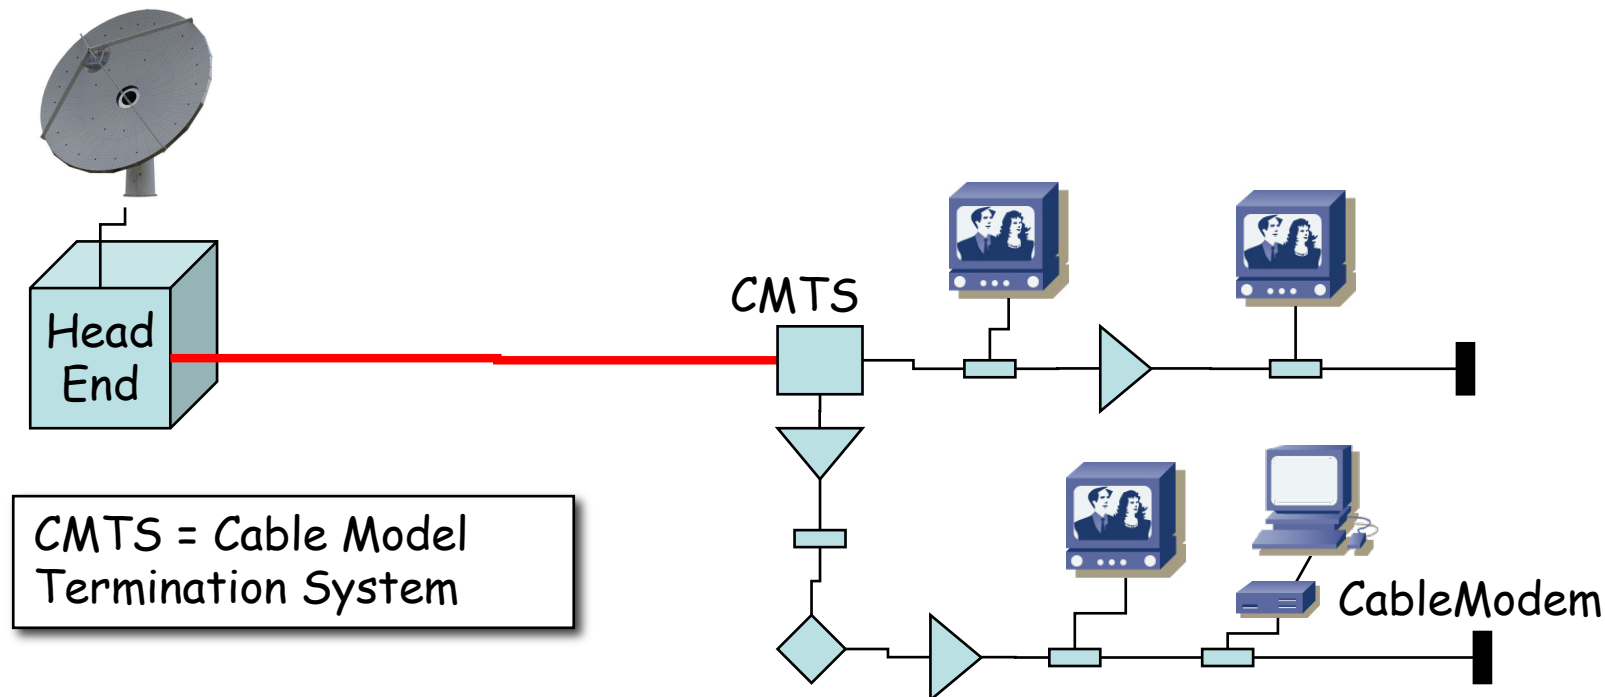 CMTS
Head
End
CMTS = Cable Model
Termination System
CableModem